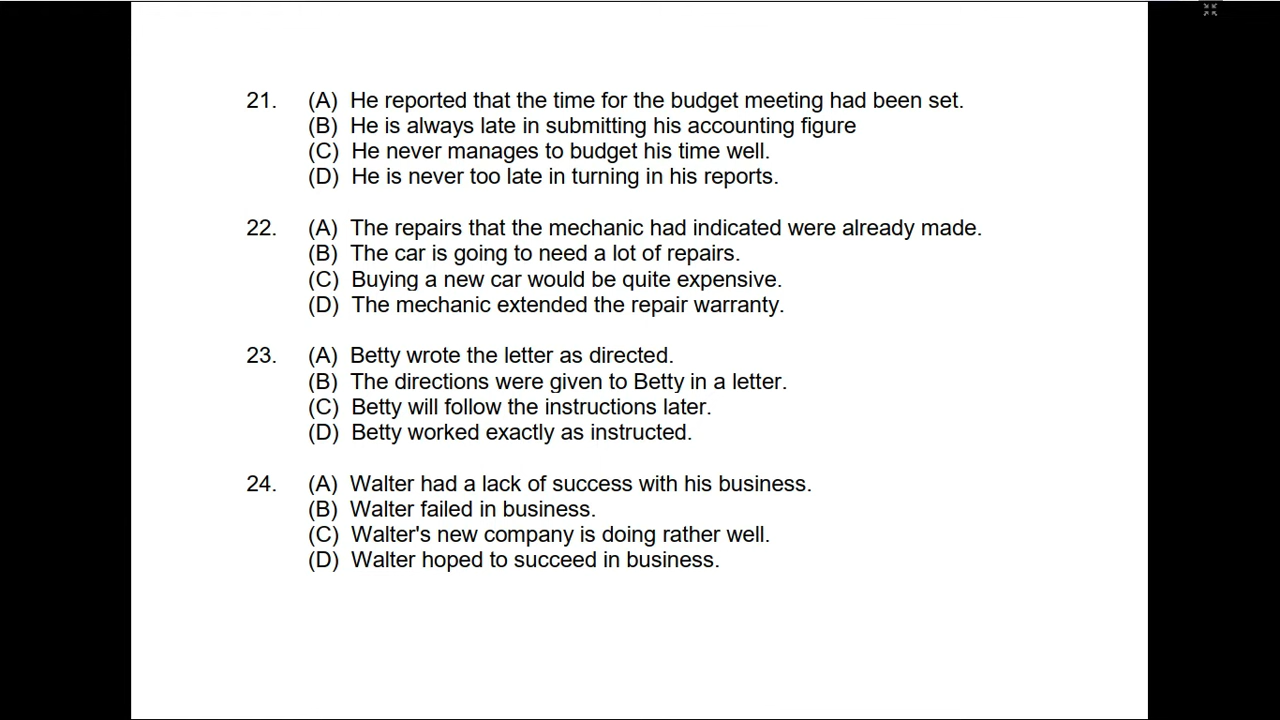 21. (A) He reported that the time for the budget meeting had been set.
(B) He is always late in submitting his accounting figure
(C) He never manages to budget his time well.
(D) He is never too late in turning in his reports.
22. (A) The repairs that the mechanic had indicated were already made.
(B) The car is going to need a lot of repairs.
(C) Buying a new car would be quite expensive.
(D) The mechanic extended the repair warranty.
23. (A) Betty wrote the letter as directed.
(B) The directions were given to Betty in a letter.
(C) Betty will follow the instructions later.
(D) Betty worked exactly as instructed.
24. (A) Walter had a lack of success with his business.
(B) Walter failed in business.
(C) Walter's new company is doing rather well.
(D) Walter hoped to succeed in business.